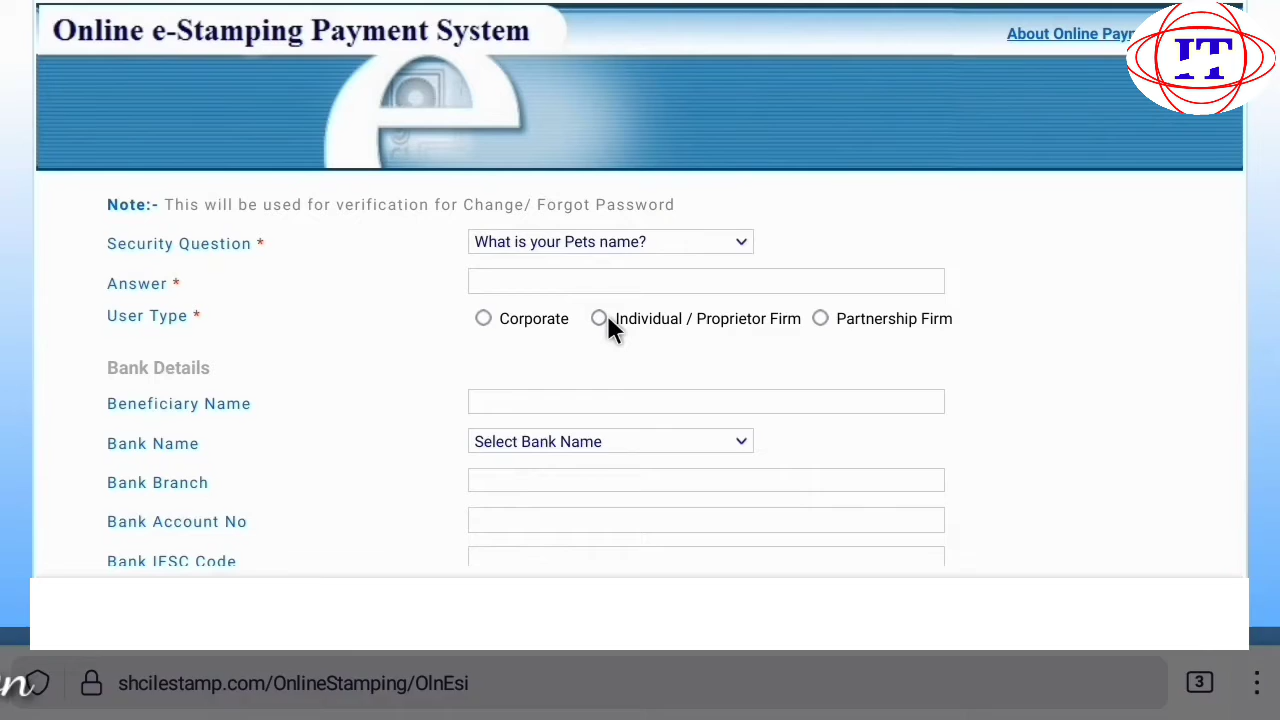 Online e-Stamping Payment System
About Online
IT
Note:- This will be used for verification for Change/ Forgot Password
Security Question *
What is your Pets name?
Answer *
User Type *
Corporate
Individual / Proprietor Firm
Partnership Firm
Bank Details
Beneficiary Name
Bank Name
Select Bank Name
Bank Branch
Bank Account No
Bank IFSC Code
shcilestamp.com/OnlineStamping/OlnEsi
3